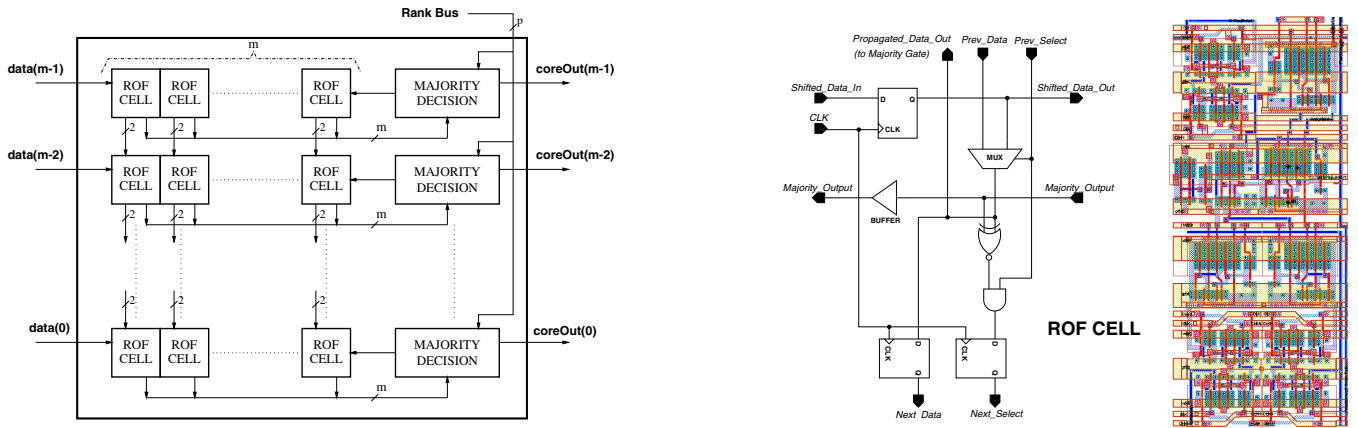 Rank Bus
p
m
data(m-1)
ROF CELL
ROF CELL
ROF CELL
MAJORITY DECISION
coreOut(m-1)
2
2
2
m
data(m-2)
ROF CELL
ROF CELL
ROF CELL
MAJORITY DECISION
coreOut(m-2)
2
2
2
m
2
2
2
data(0)
ROF CELL
ROF CELL
ROF CELL
MAJORITY DECISION
coreOut(0)
m
Propagated_Data_Out
(to Majority Gate)
Prev_Data
Prev_Select
Shifted_Data_In
D
Q
Shifted_Data_Out
CLK
CLK
MUX
Majority_Output
BUFFER
Majority_Output
ROF CELL
CLK
D
Q
CLK
D
Q
Next_Data
Next_Select